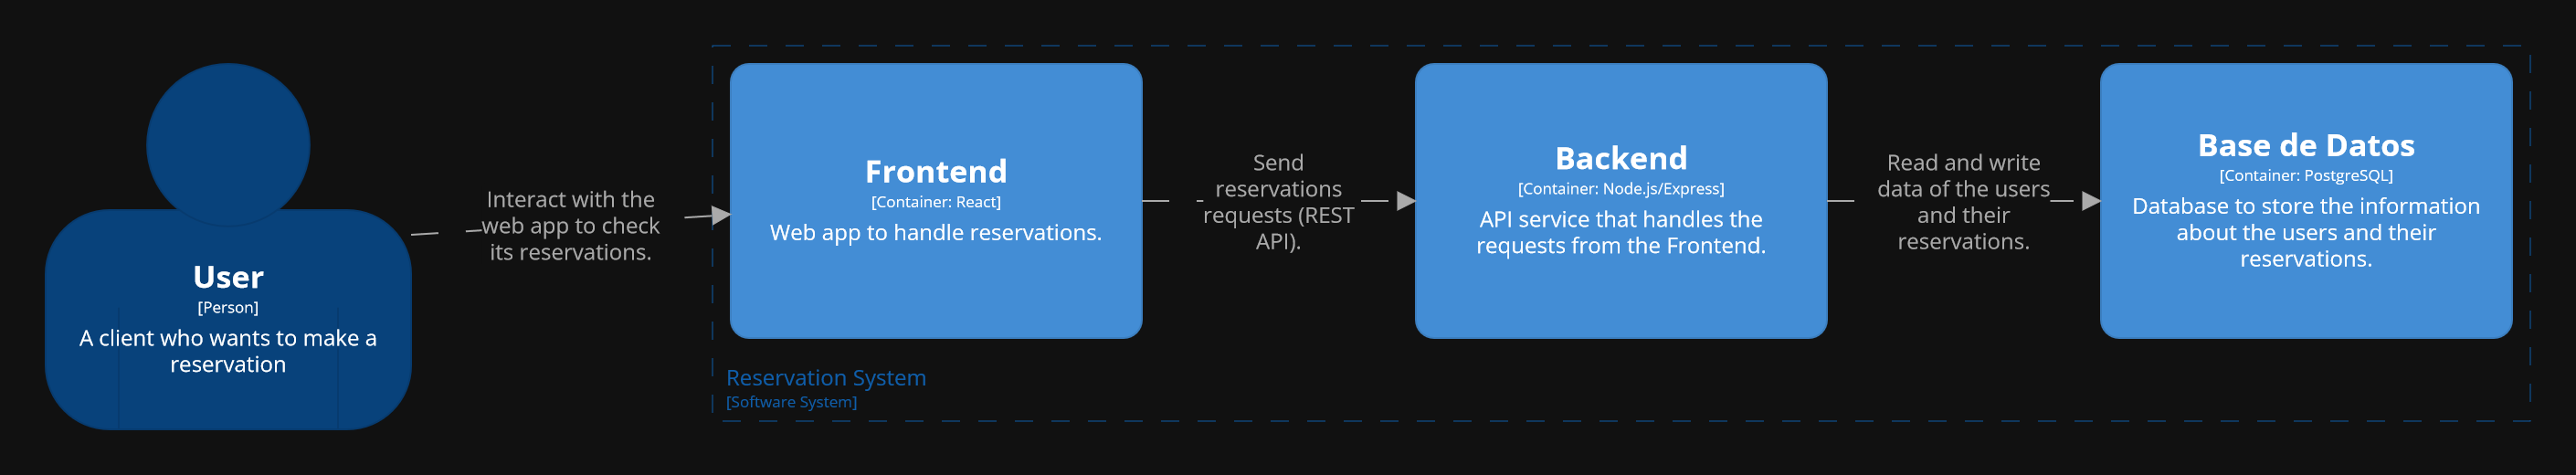 User
[Person]
A client who wants to make a
reservation
Interact with the
web app to check
its reservations.
Frontend
[Container: React]
Web app to handle reservations.
Send
reservations
requests (REST
API).
Backend
[Container: Node.js/Express]
API service that handles the
requests from the Frontend.
Read and write
data of the users
and their
reservations.
Base de Datos
[Container: PostgreSQL]
Database to store the information
about the users and their
reservations.
Reservation System
[Software System]